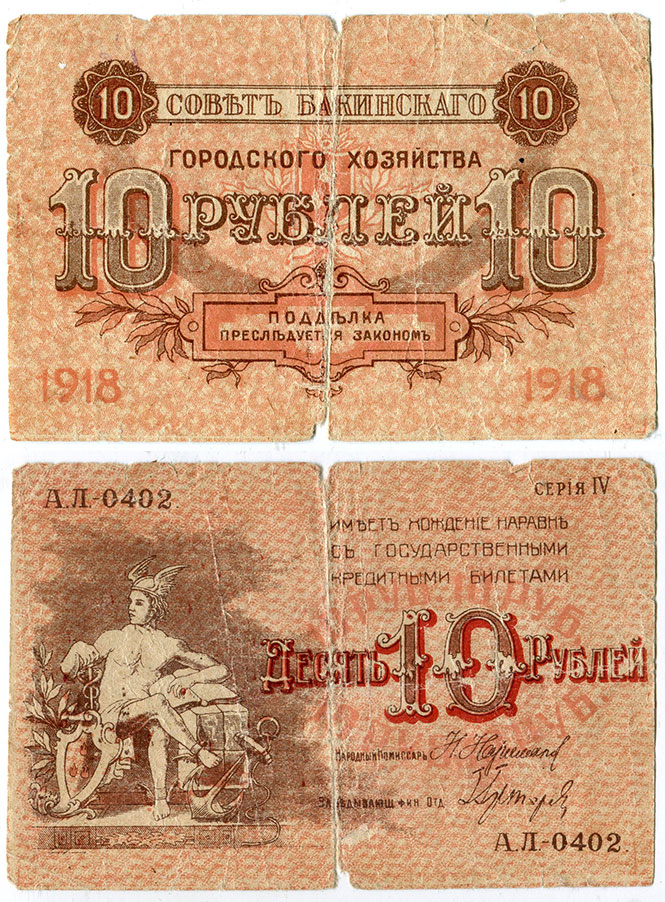 10 СОВѢТЪ БАКИНСКАГО 10
ГОРОДСКОГО ХОЗЯЙСТВА
10 РУБЛЕЙ 10
ПОДДѢЛКА
ПРЕСЛѢДУЕТСЯ ЗАКОНОМЪ
1918 1918
А.Л-0402.
СЕРІЯ IV
ИМѢЕТЪ ХОЖДЕНІЕ НАРАВНѢ
СЪ ГОСУДАРСТВЕННЫМИ
КРЕДИТНЫМИ БИЛЕТАМИ
ДЕСЯТЬ 10 РУБЛЕЙ
НАРОДНЫЙ КОМИССАРЪ
ЗАВѢДЫВАЮЩ. ФИН. ОТД.
А.Л-0402.